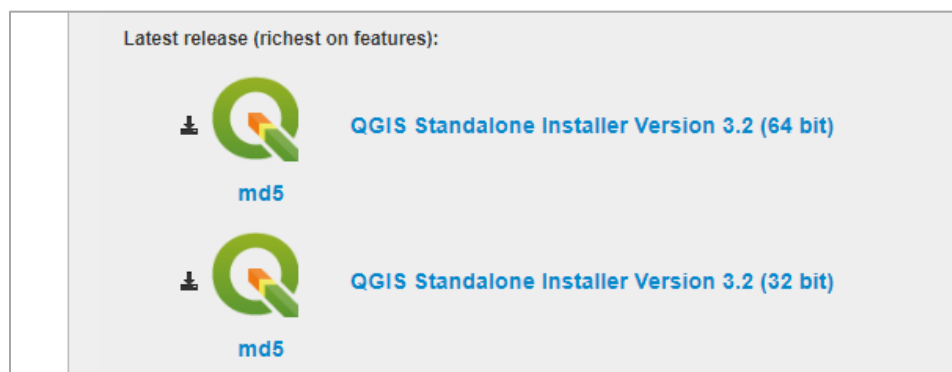 Latest release (richest on features):
QGIS Standalone Installer Version 3.2 (64 bit)
md5
QGIS Standalone Installer Version 3.2 (32 bit)
md5